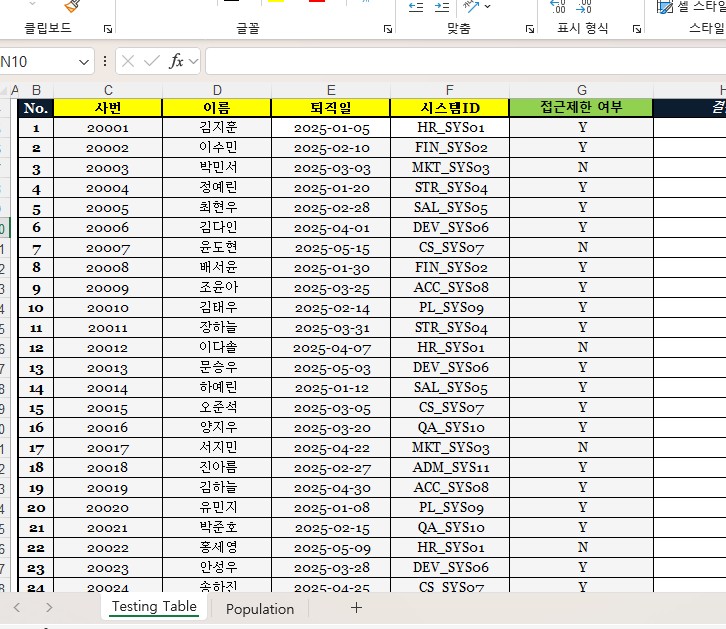 클립보드 글꼴 맞춤 표시 형식 스타일
셀 스타일
N10 fx
A B C D E F G H
No. 사번 이름 퇴직일 시스템ID 접근제한 여부
1 20001 김지훈 2025-01-05 HR_SYS01 Y
2 20002 이수민 2025-02-10 FIN_SYS02 Y
3 20003 박민서 2025-03-03 MKT_SYS03 N
4 20004 정예린 2025-01-20 STR_SYS04 Y
5 20005 최현우 2025-02-28 SAL_SYS05 Y
6 20006 김다인 2025-04-01 DEV_SYS06 Y
7 20007 윤도현 2025-05-15 CS_SYS07 N
8 20008 배서윤 2025-01-30 FIN_SYS02 Y
9 20009 조윤아 2025-03-25 ACC_SYS08 Y
10 20010 김태우 2025-02-14 PL_SYS09 Y
11 20011 장하늘 2025-03-31 STR_SYS04 Y
12 20012 이다솔 2025-04-07 HR_SYS01 N
13 20013 문승우 2025-05-03 DEV_SYS06 Y
14 20014 하예린 2025-01-12 SAL_SYS05 Y
15 20015 오준석 2025-03-05 CS_SYS07 Y
16 20016 양지우 2025-03-20 QA_SYS10 Y
17 20017 서지민 2025-04-22 MKT_SYS03 N
18 20018 진아름 2025-02-27 ADM_SYS11 Y
19 20019 김하늘 2025-04-30 ACC_SYS08 Y
20 20020 유민지 2025-01-08 PL_SYS09 Y
21 20021 박준호 2025-02-15 QA_SYS10 Y
22 20022 홍세영 2025-05-09 HR_SYS01 N
23 20023 안성우 2025-03-28 DEV_SYS06 Y
24 20024 송하진 2025-04-25 CS_SYS07 Y
Testing Table Population